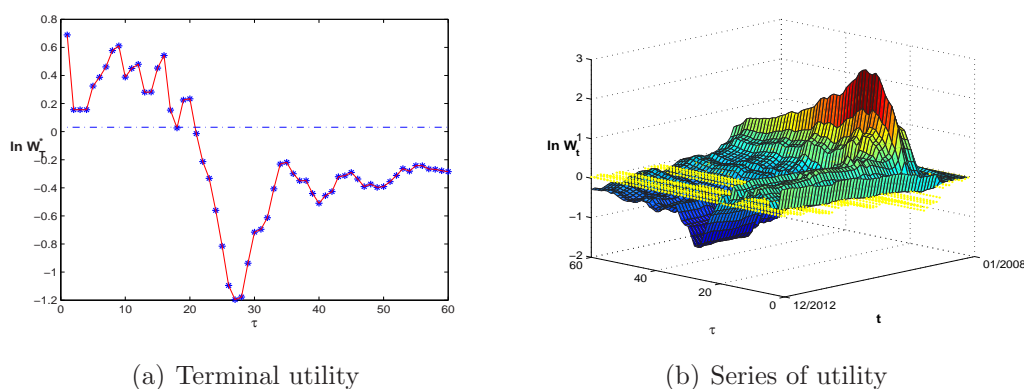 0.8
0.6
0.4
0.2
0
ln W*T
−0.2
−0.4
−0.6
−0.8
−1
−1.2
0 10 20 30 40 50 60
τ
(a) Terminal utility
3
2
1
ln Wt
0
−1
−2
60
40
20
0
τ
12/2012
01/2008
t
(b) Series of utility